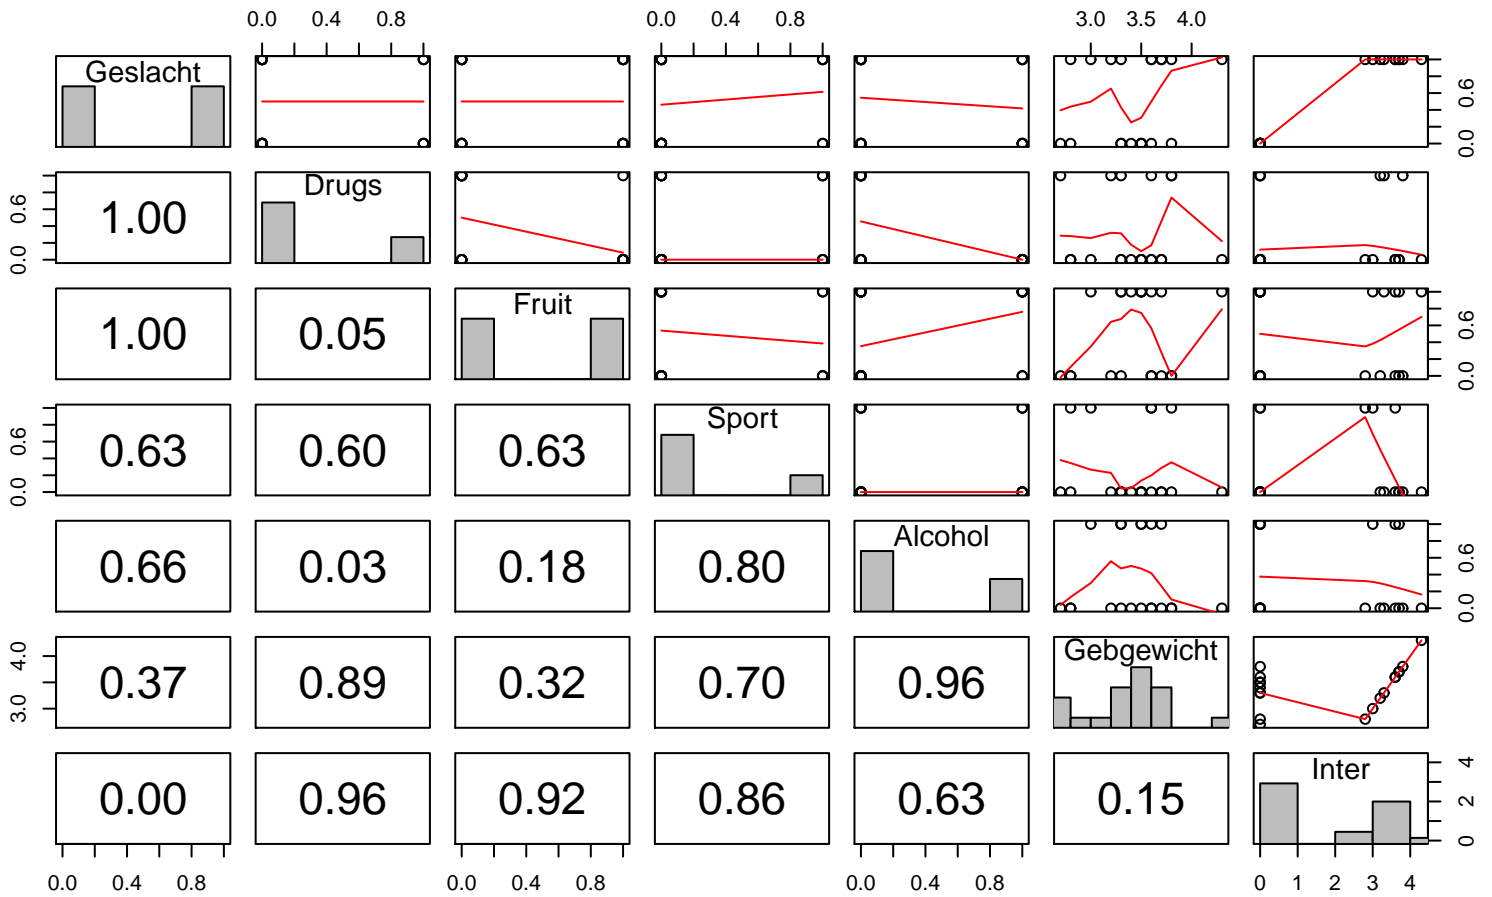 0.0 0.4 0.8 0.0 0.4 0.8 3.0 3.5 4.0
Geslacht 0.0 0.6
0.0 0.6 1.00 Drugs
1.00 0.05 Fruit 0.0 0.6
0.0 0.6 0.63 0.60 0.63 Sport
0.66 0.03 0.18 0.80 Alcohol 0.0 0.6
3.0 4.0 0.37 0.89 0.32 0.70 0.96 Gebgewicht
0.00 0.96 0.92 0.86 0.63 0.15 Inter 0 2 4
0.0 0.4 0.8 0.0 0.4 0.8 0.0 0.4 0.8 0 1 2 3 4